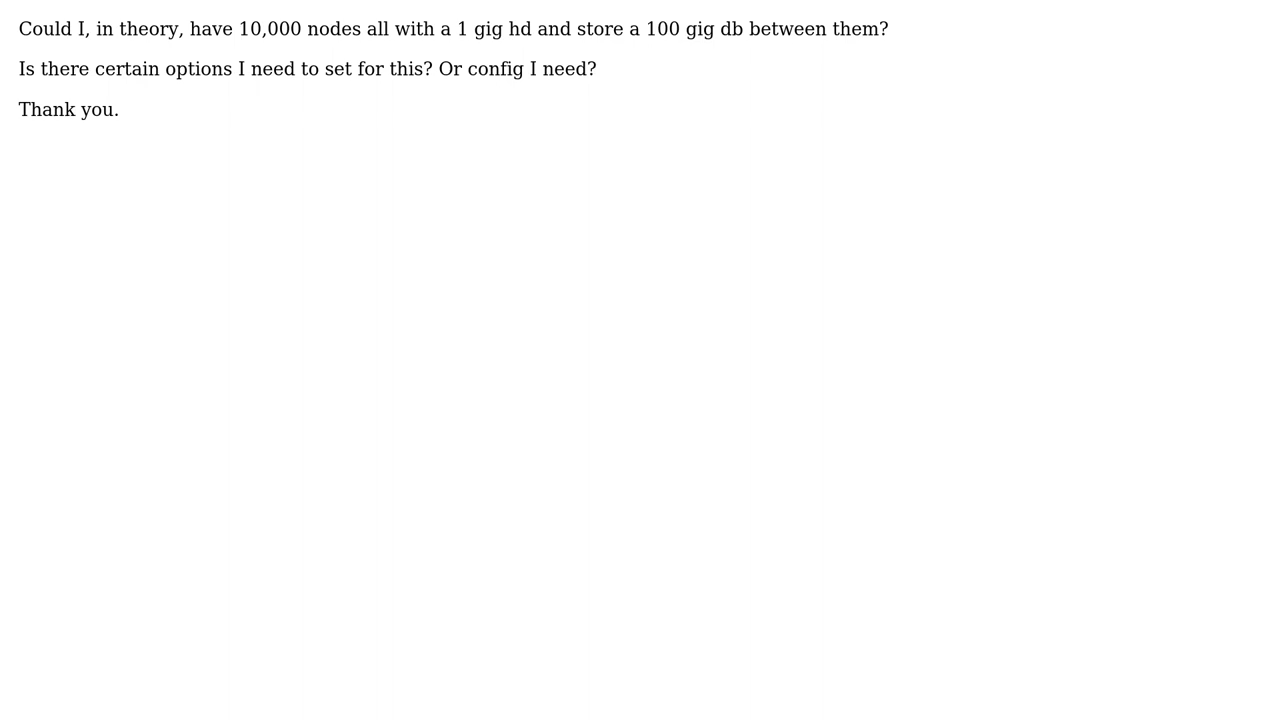 Could I, in theory, have 10,000 nodes all with a 1 gig hd and store a 100 gig db between them?
Is there certain options I need to set for this? Or config I need?
Thank you.